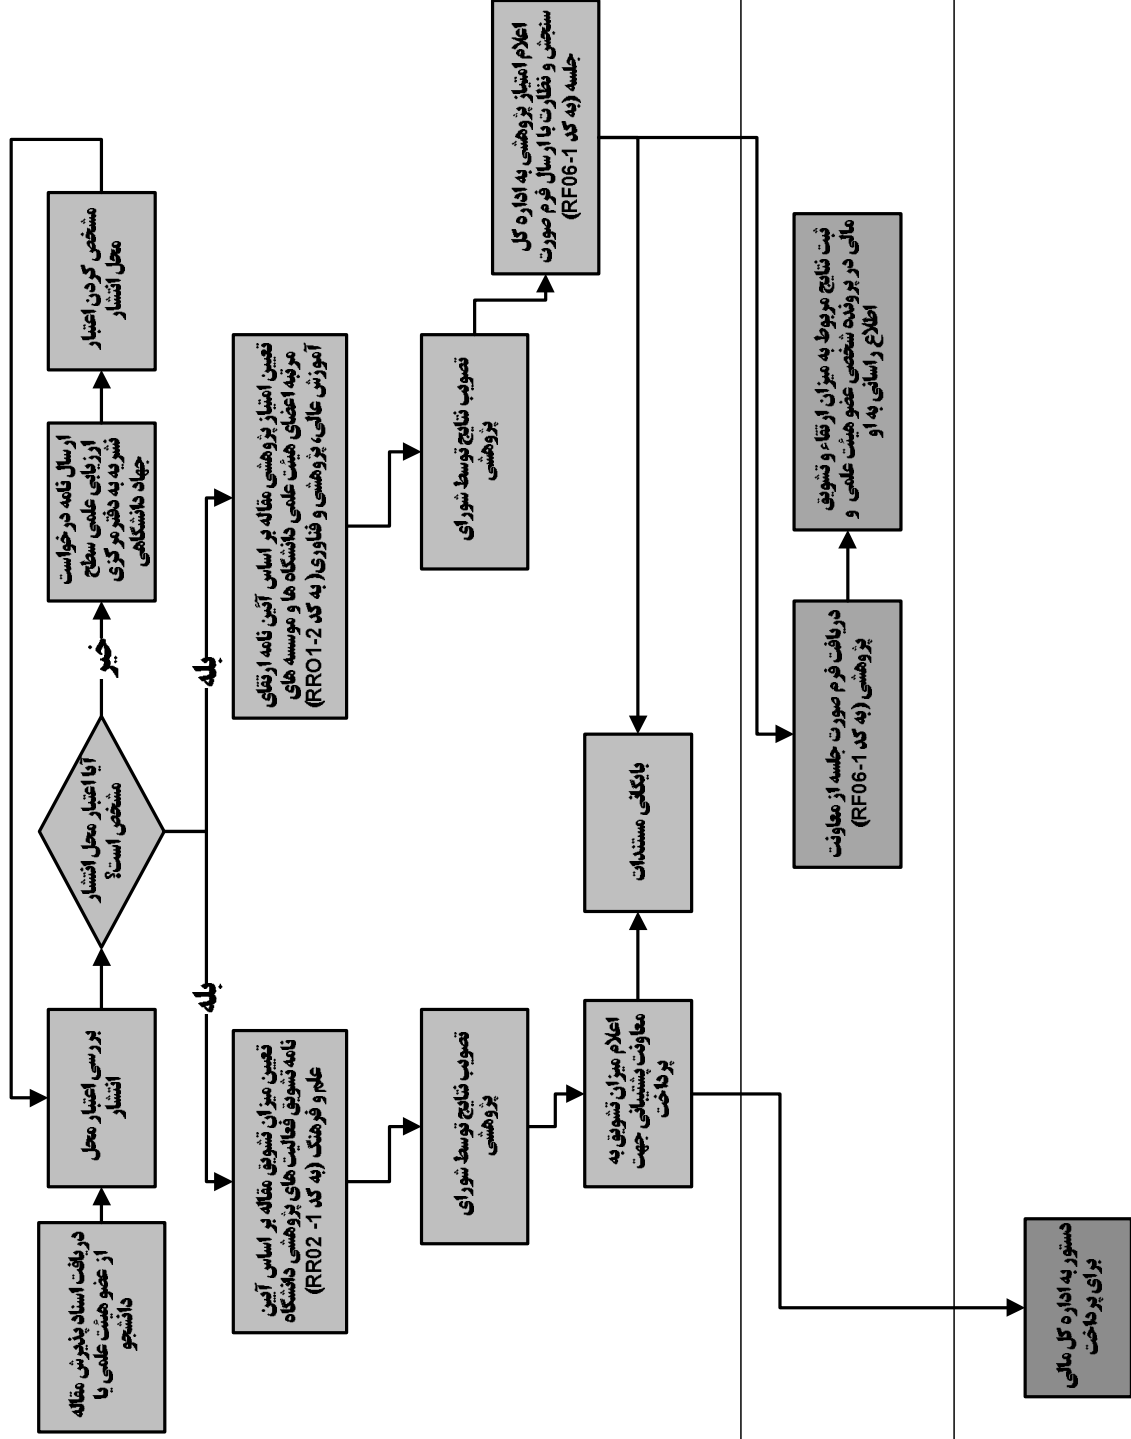 دریافت اسناد پذیرش مقاله
از عضو هیئت علمی یا
دانشجو
بررسی اعتبار محل
انتشار
آیا اعتبار محل انتشار
مشخص است؟
خیر
ارسال نامه درخواست
ارزیابی علمی سطح
نشریه به دفتر مرکزی
جهاد دانشگاهی
مشخص کردن اعتبار
محل انتشار
بله
بله
تعیین میزان تشویق مقاله بر اساس آیین
نامه تشویق فعالیت های پژوهشی دانشگاه
علم و فرهنگ (به کد RR02 -1)
تعیین امتیاز پژوهشی مقاله بر اساس آئین نامه ارتقای
مرتبه اعضای هیئت علمی دانشگاه ها و موسسه های
آموزش عالی، پژوهشی و فناوری( به کد RRO1-2)
تصویب نتایج توسط شورای
پژوهشی
تصویب نتایج توسط شورای
پژوهشی
اعلام میزان تشویق به
معاونت پشتیبانی جهت
پرداخت
بایگانی مستندات
اعلام امتیاز پژوهشی به اداره کل
سنجش و نظارت با ارسال فرم صورت
جلسه (به کد RF06-1)
دریافت فرم صورت جلسه از معاونت
پژوهشی (به کد RF06-1)
ثبت نتایج مربوط به میزان ارتقاء و تشویق
مالی در پرونده شخصی عضو هیئت علمی و
اطلاع راسانی به او
دستور به اداره کل مالی
برای پرداخت